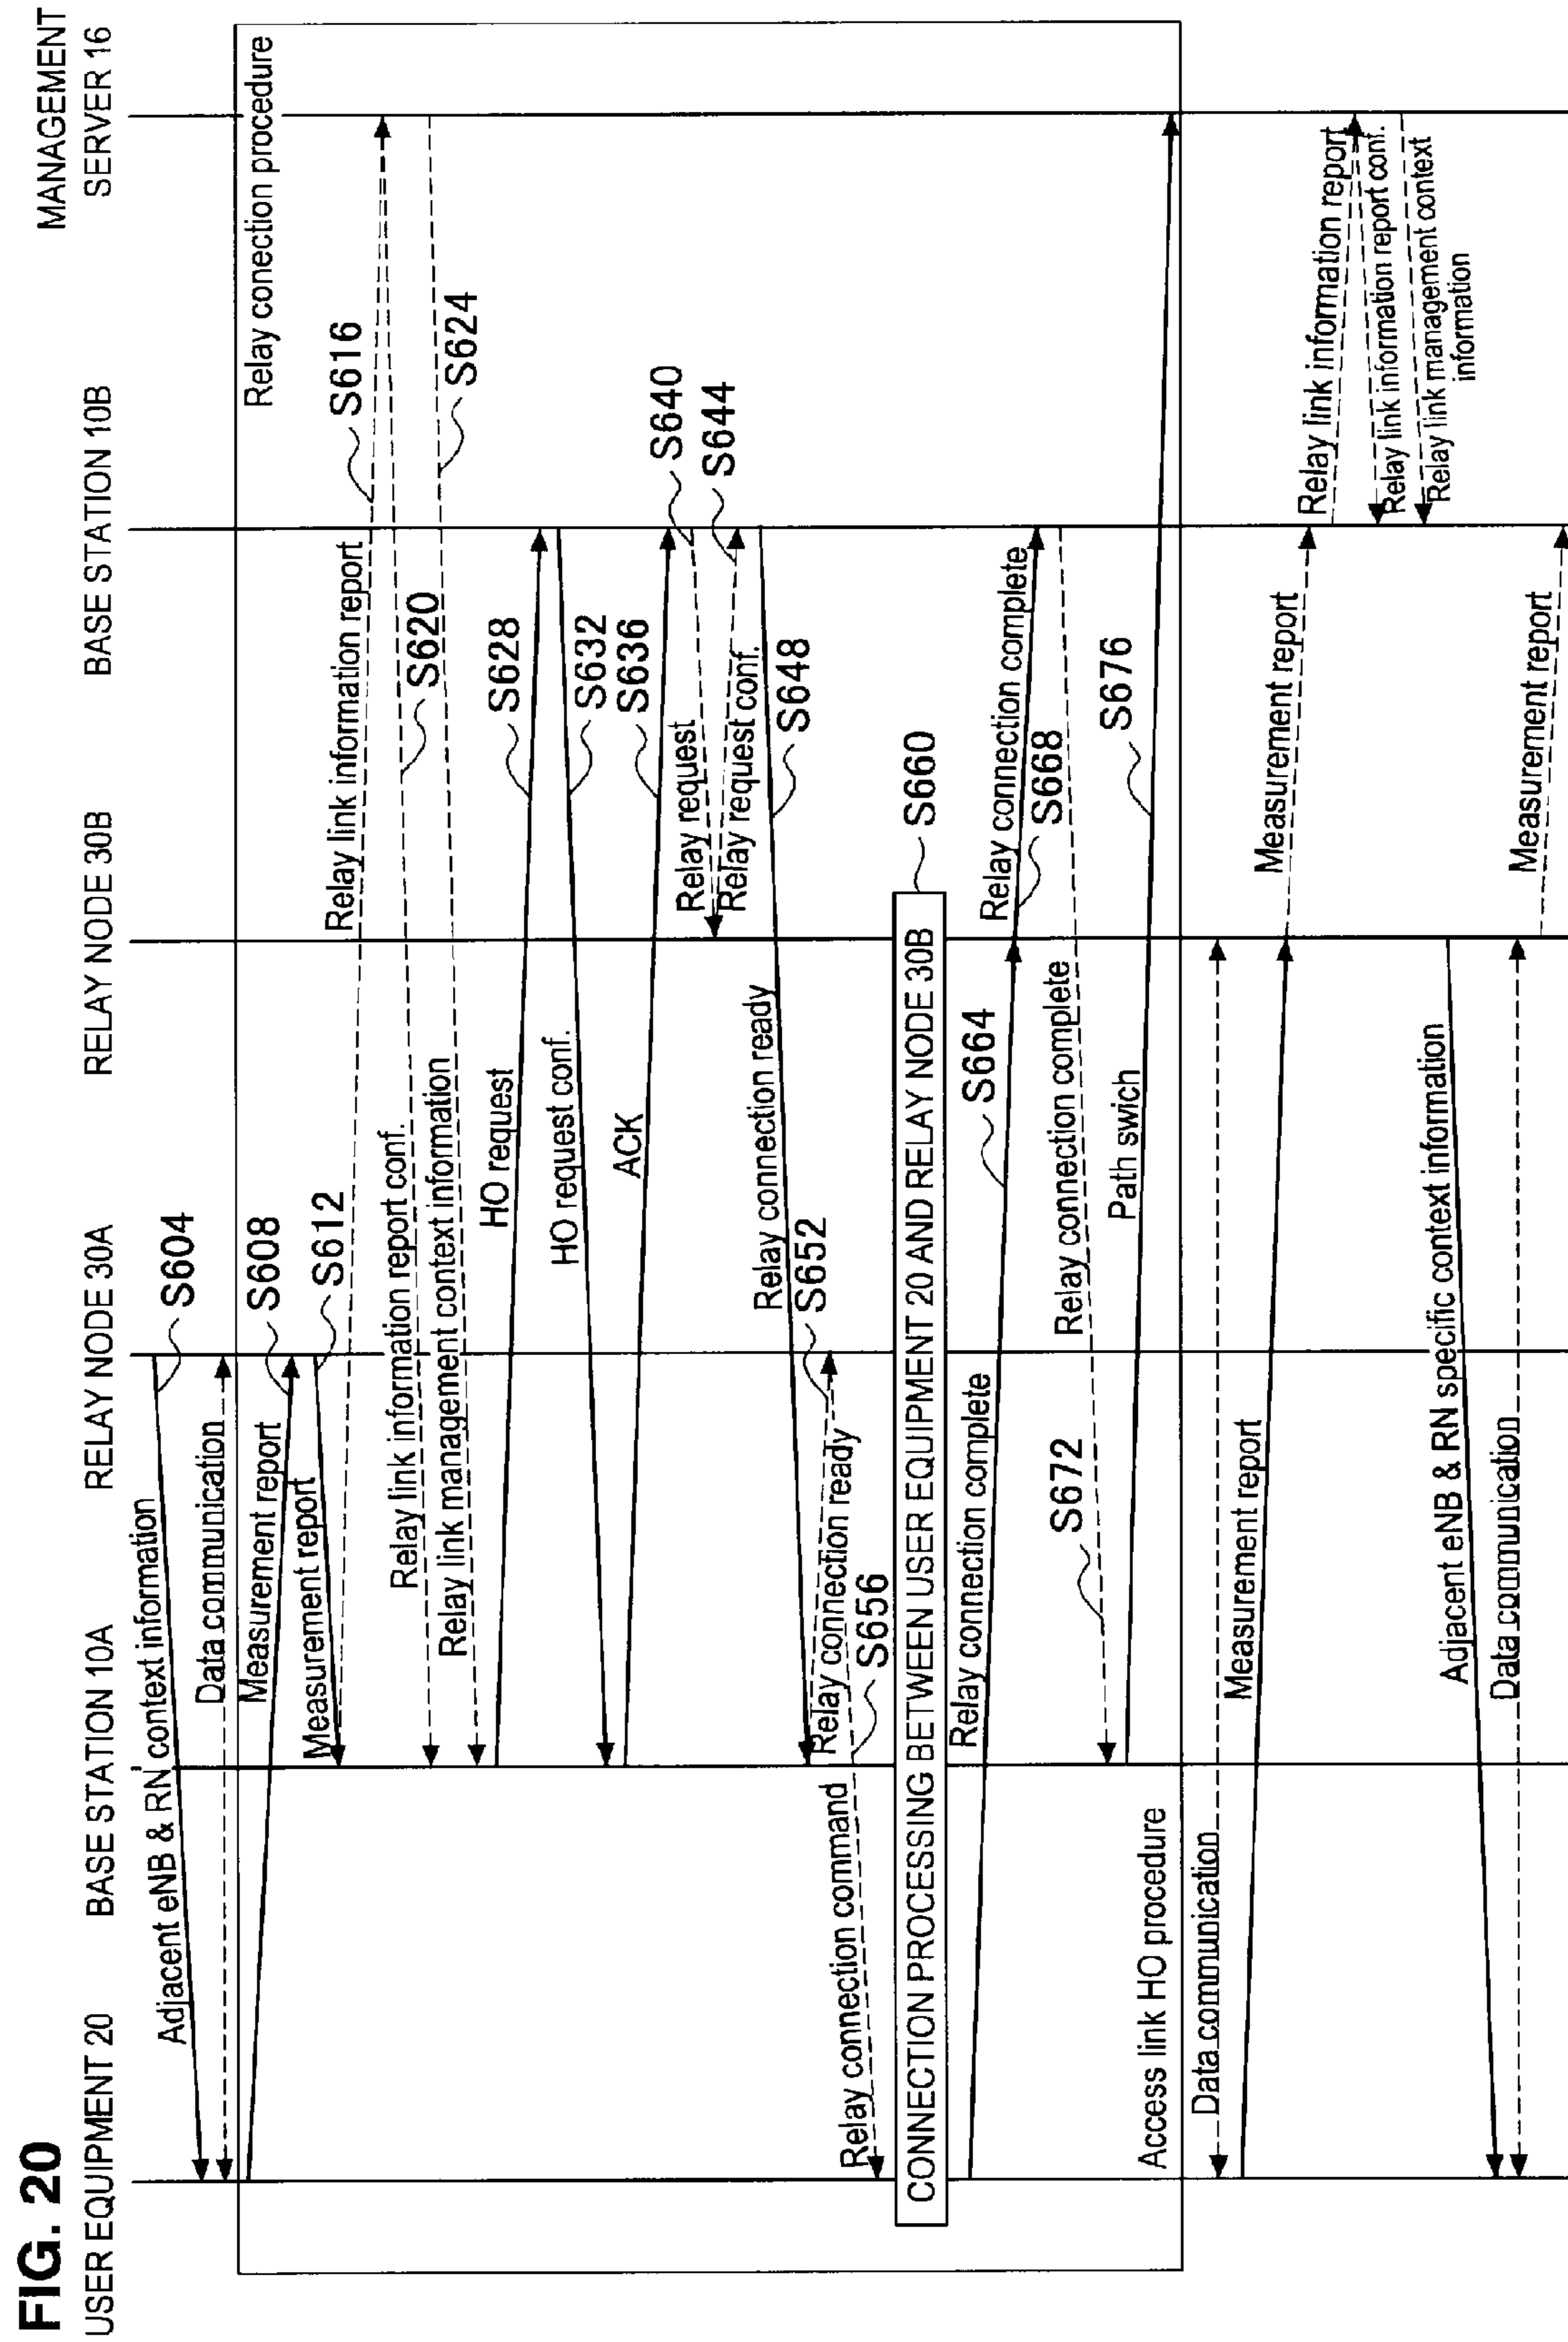 FIG. 20
USER EQUIPMENT 20
BASE STATION 10A
RELAY NODE 30A
RELAY NODE 30B
BASE STATION 10B
MANAGEMENT
SERVER 16
Adjacent eNB & RN context information
S604
Data communication
Relay conection procedure
Measurement report
S608
Measurement report
S612
Relay link information report
S616
Relay link information report conf.
S620
Relay link management context information
S624
HO request
S628
HO request conf.
S632
ACK
S636
Relay request
S640
Relay request conf.
S644
Relay connection ready
S648
Relay connection ready
S652
Relay connection command
S656
CONNECTION PROCESSING BETWEEN USER EQUIPMENT 20 AND RELAY NODE 30B
S660
Relay connection complete
S664
Relay connection complete
S668
Relay connection complete
S672
Path swich
S676
Access link HO procedure
Data communication
Measurement report
Measurement report
Relay link information report
Relay link information report conf.
Relay link management context
information
Adjacent eNB & RN specific context information
Data communication
Measurement report